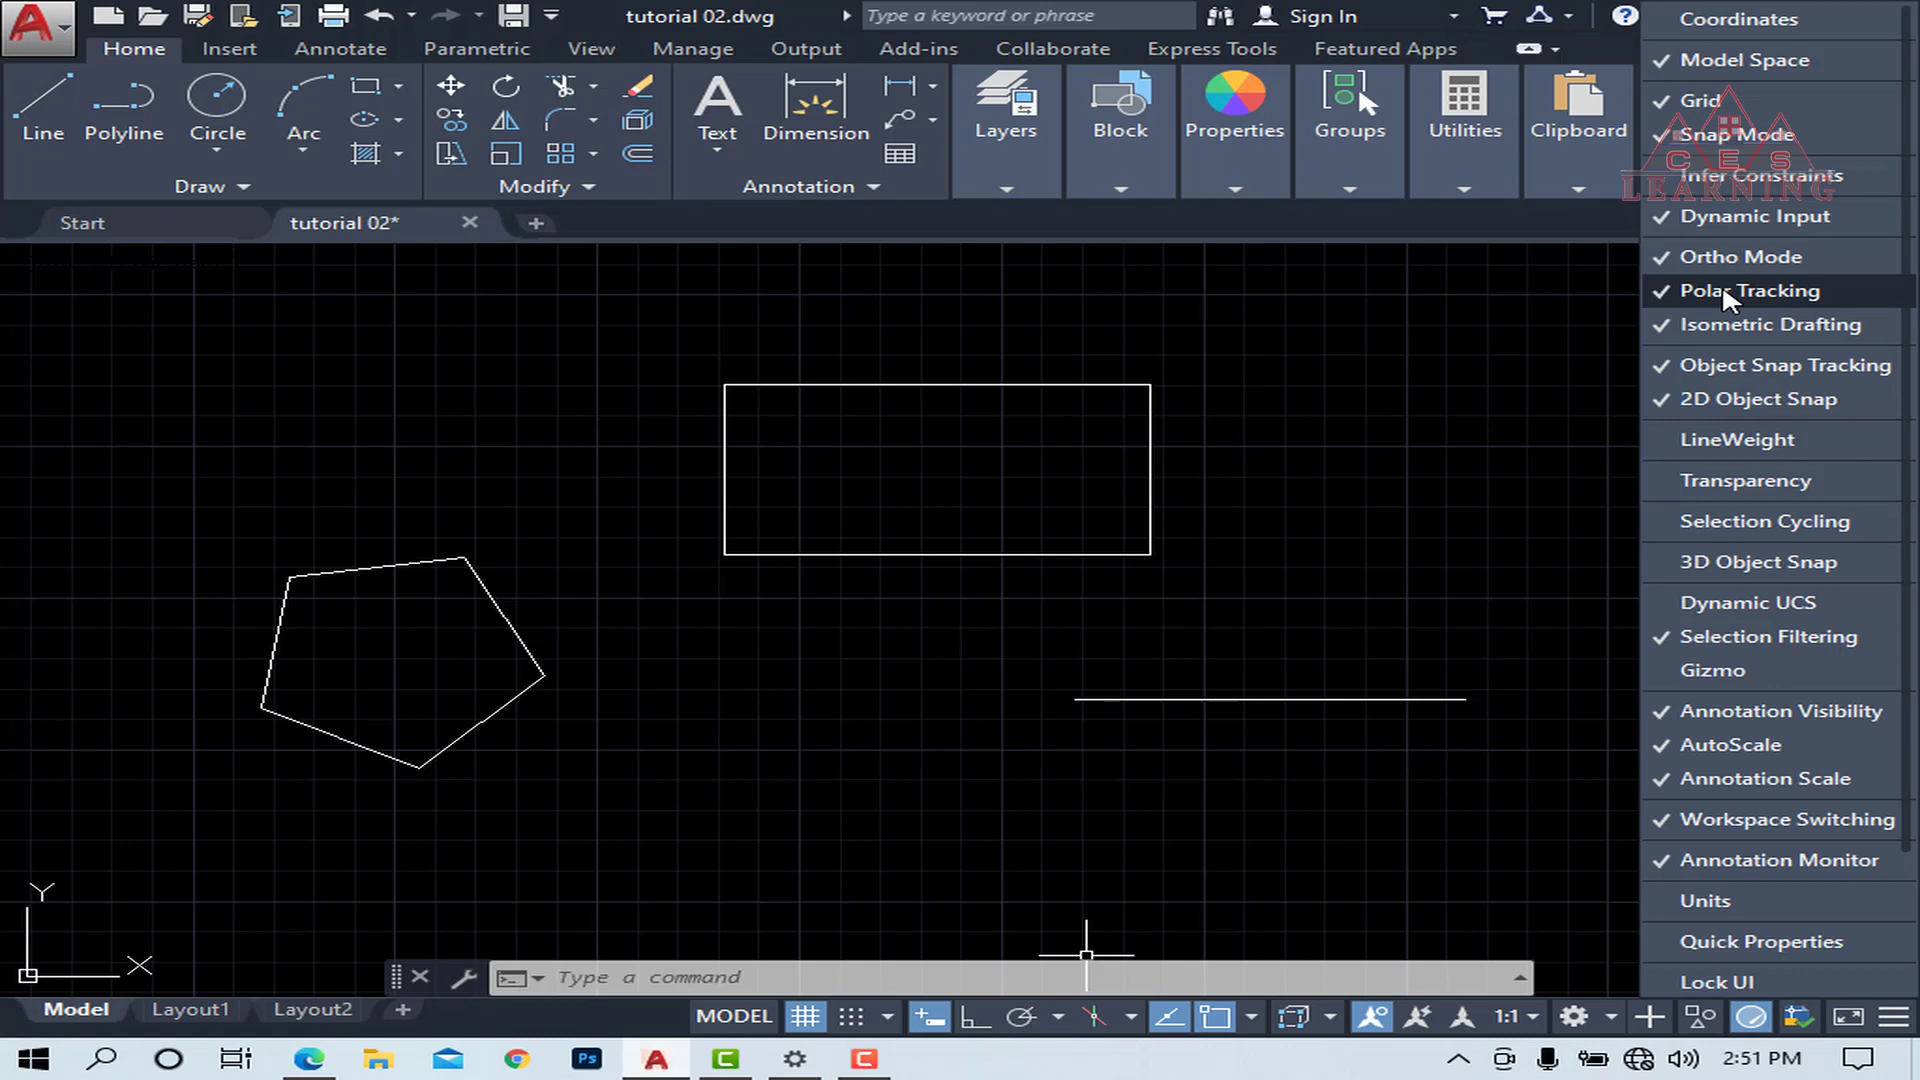 tutorial 02.dwg
Type a keyword or phrase
Sign In
Home Insert Annotate Parametric View Manage Output Add-ins Collaborate Express Tools Featured Apps
Line Polyline Circle Arc
Text Dimension
Layers Block Properties Groups Utilities Clipboard
Draw Modify Annotation
Start tutorial 02*
Coordinates
Model Space
Grid
Snap Mode
Infer Constraints
Dynamic Input
Ortho Mode
Polar Tracking
Isometric Drafting
Object Snap Tracking
2D Object Snap
LineWeight
Transparency
Selection Cycling
3D Object Snap
Dynamic UCS
Selection Filtering
Gizmo
Annotation Visibility
AutoScale
Annotation Scale
Workspace Switching
Annotation Monitor
Units
Quick Properties
Lock UI
CES
LEARNING
Y
X
Type a command
Model Layout1 Layout2
MODEL 1:1
Ps A C C
2:51 PM